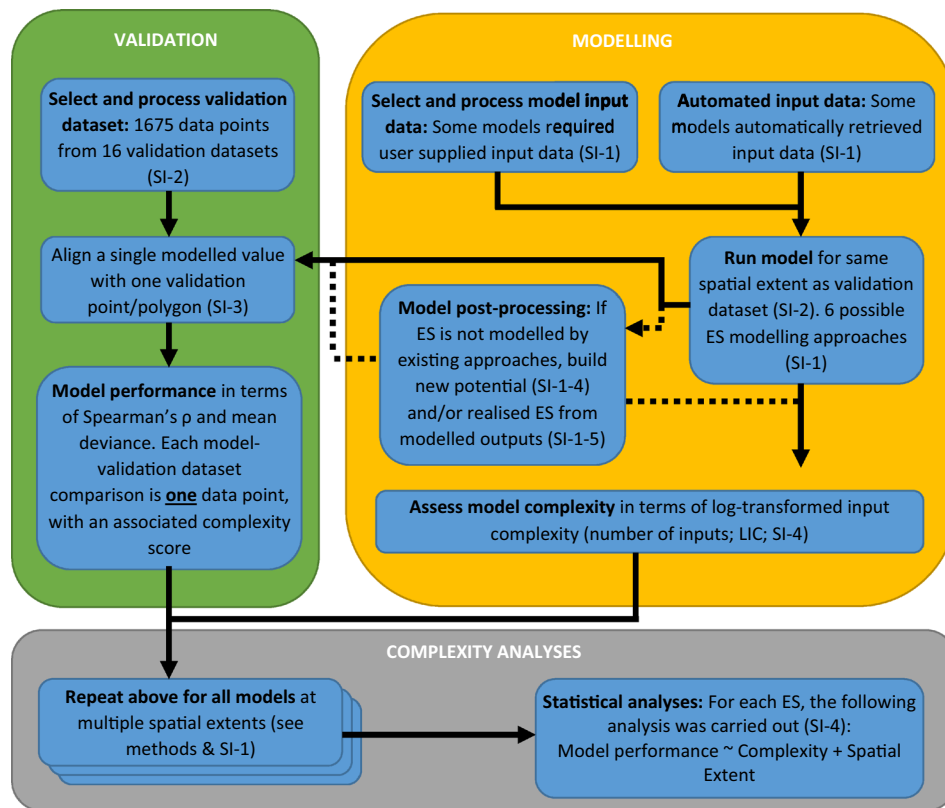 VALIDATION
Select and process validation
dataset: 1675 data points
from 16 validation datasets
(SI-2)
Align a single modelled value
with one validation
point/polygon (SI-3)
Model performance in terms
of Spearman's ρ and mean
deviance. Each model-
validation dataset
comparison is one data point,
with an associated complexity
score
MODELLING
Select and process model input
data: Some models required
user supplied input data (SI-1)
Automated input data: Some
models automatically retrieved
input data (SI-1)
Run model for same
spatial extent as validation
dataset (SI-2). 6 possible
ES modelling approaches
(SI-1)
Model post-processing: If
ES is not modelled by
existing approaches, build
new potential (SI-1-4)
and/or realised ES from
modelled outputs (SI-1-5)
Assess model complexity in terms of log-transformed input
complexity (number of inputs; LIC; SI-4)
COMPLEXITY ANALYSES
Repeat above for all models at
multiple spatial extents (see
methods & SI-1)
Statistical analyses: For each ES, the following
analysis was carried out (SI-4):
Model performance ~ Complexity + Spatial
Extent